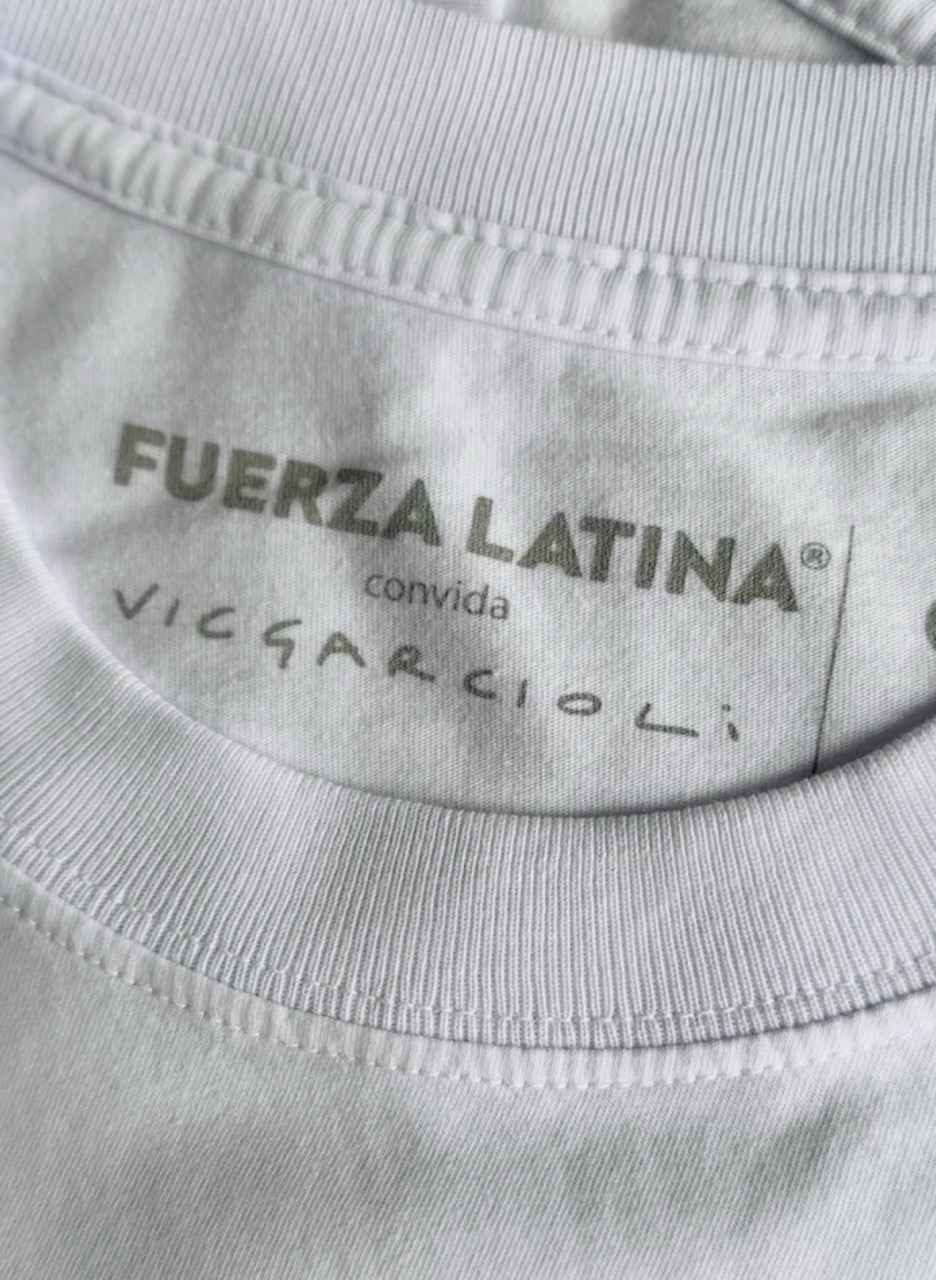 FUERZA LATINA®
convida
VICGARCIOLi